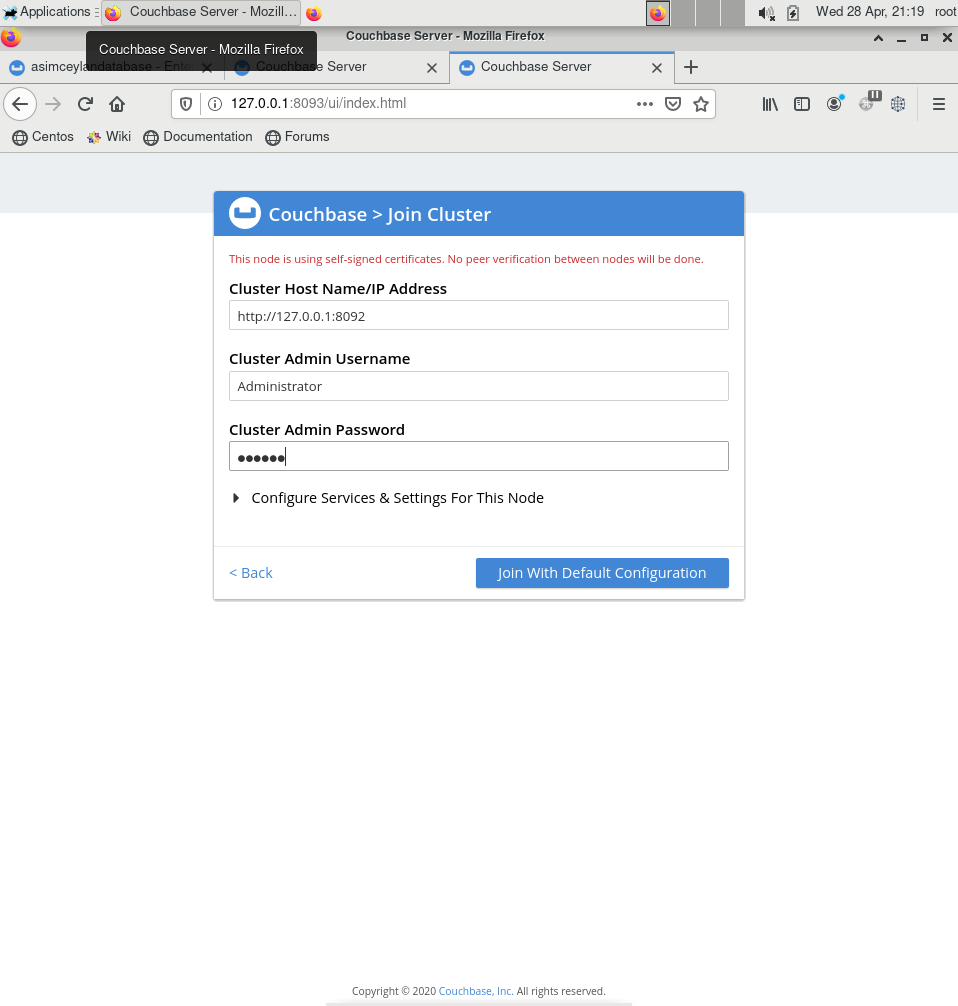 Applications
Couchbase Server - Mozill...
Wed 28 Apr, 21:19
root
Couchbase Server - Mozilla Firefox
Couchbase Server - Mozilla Firefox
asimceylandatabase - Ente
Couchbase Server
Couchbase Server
127.0.0.1:8093/ui/index.html
Centos
Wiki
Documentation
Forums
Couchbase > Join Cluster
This node is using self-signed certificates. No peer verification between nodes will be done.
Cluster Host Name/IP Address
http://127.0.0.1:8092
Cluster Admin Username
Administrator
Cluster Admin Password
●●●●●●
Configure Services & Settings For This Node
< Back
Join With Default Configuration
Copyright © 2020 Couchbase, Inc. All rights reserved.